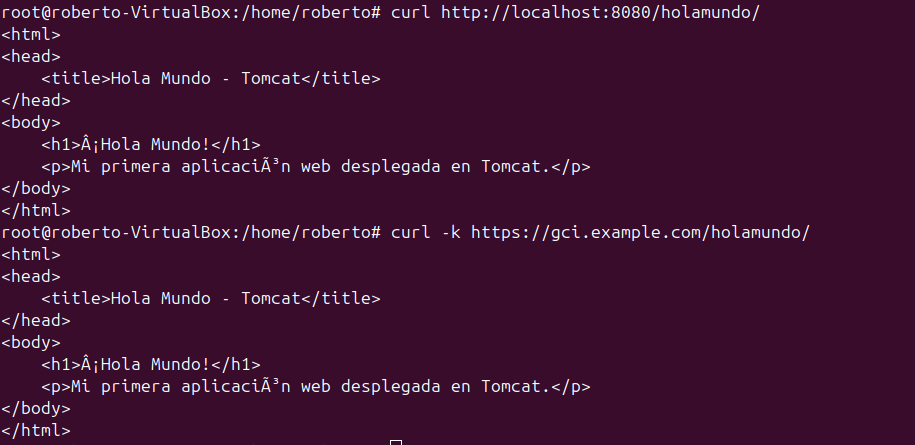 root@roberto-VirtualBox:/home/roberto# curl http://localhost:8080/holamundo/
<html>
<head>
    <title>Hola Mundo - Tomcat</title>
</head>
<body>
    <h1>Â¡Hola Mundo!</h1>
    <p>Mi primera aplicaciÃ³n web desplegada en Tomcat.</p>
</body>
</html>
root@roberto-VirtualBox:/home/roberto# curl -k https://gci.example.com/holamundo/
<html>
<head>
    <title>Hola Mundo - Tomcat</title>
</head>
<body>
    <h1>Â¡Hola Mundo!</h1>
    <p>Mi primera aplicaciÃ³n web desplegada en Tomcat.</p>
</body>
</html>